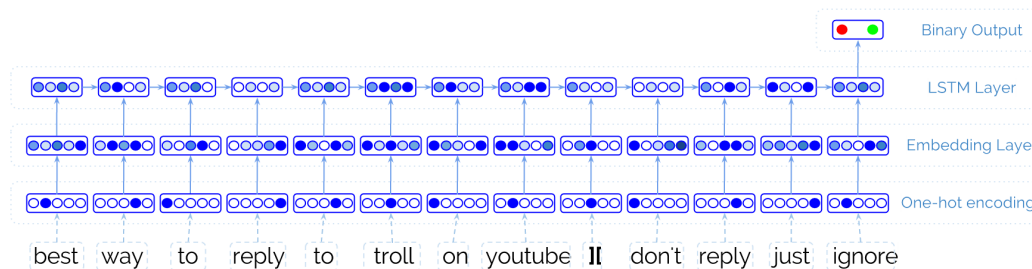 Binary Output
LSTM Layer
Embedding Laye
One-hot encoding
best way to reply to troll on youtube ][ don't reply just ignore